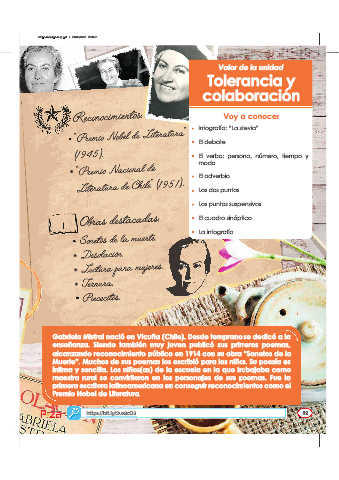 Valor de la unidad
Tolerancia y
colaboración
Voy a conocer
• Infografía: "La stevia"
• El debate
• El verbo: persona, número, tiempo y
modo
• El adverbio
• Los dos puntos
• Los puntos suspensivos
• El cuadro sinóptico
• La infografía
Reconocimientos:
• "Premio Nobel de Literatura
(1945).
• "Premio Nacional de
Literatura de Chile" (1951).
Obras destacadas:
• Sonetos de la muerte.
• Desolación.
• Lectura para mujeres.
• Ternura.
• Precoces.
Gabriela Mistral nació en Vicuña (Chile). Desde temprano se dedicó a la
enseñanza. Siendo también muy joven publicó sus primeros poemas,
alcanzando reconocimiento público en 1914 con su obra "Sonetos de la
Muerte". Muchos de sus poemas los escribió para los niños. Su poesía es
íntima y sencilla. Los niños(as) de la escuela en la que trabajaba como
maestra rural se convirtieron en los personajes de sus poemas. Fue la
primera escritora latinoamericana en conseguir reconocimientos como el
Premio Nobel de Literatura.